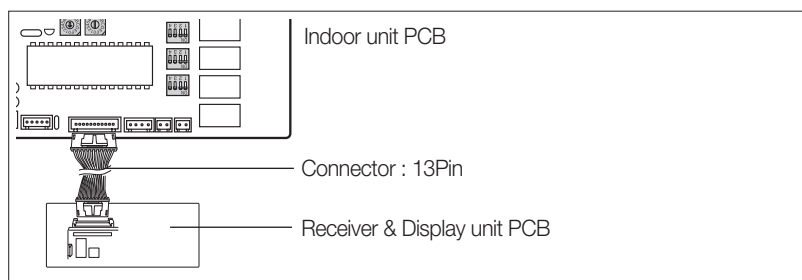 Indoor unit PCB
Connector : 13Pin
Receiver & Display unit PCB